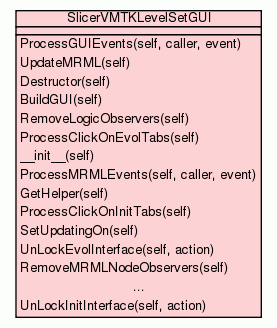 SlicerVMTKLevelSetGUI
ProcessGUIEvents(self, caller, event)
UpdateMRML(self)
Destructor(self)
BuildGUI(self)
RemoveLogicObservers(self)
ProcessClickOnEvolTabs(self)
__init__(self)
ProcessMRMLEvents(self, caller, event)
GetHelper(self)
ProcessClickOnInitTabs(self)
SetUpdatingOn(self)
UnLockEvolInterface(self, action)
RemoveMRMLNodeObservers(self)
...
UnLockInitInterface(self, action)